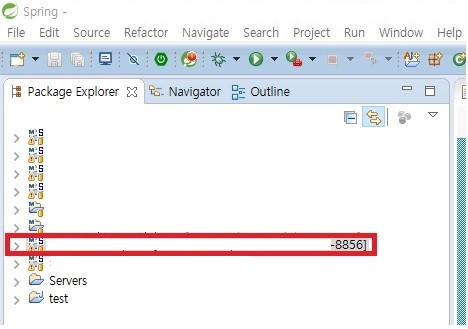 Spring -
File Edit Source Refactor Navigate Search Project Run Window Help
Package Explorer Navigator Outline
-8856]
Servers
test